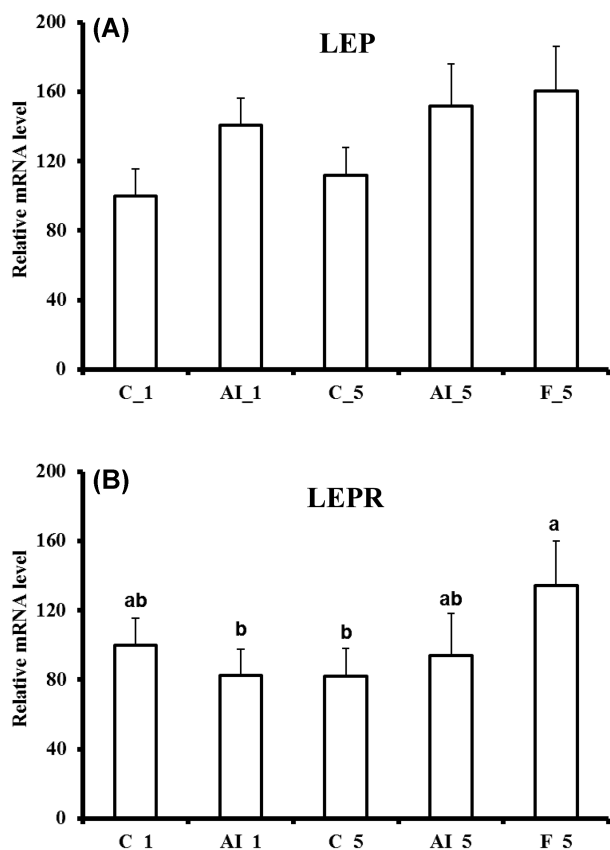 (A)
LEP
Relative mRNA level
200
160
120
80
40
0
C_1 AI_1 C_5 AI_5 F_5
(B)
LEPR
Relative mRNA level
200
160
120
80
40
0
ab b b ab a
C_1 AI_1 C_5 AI_5 F_5